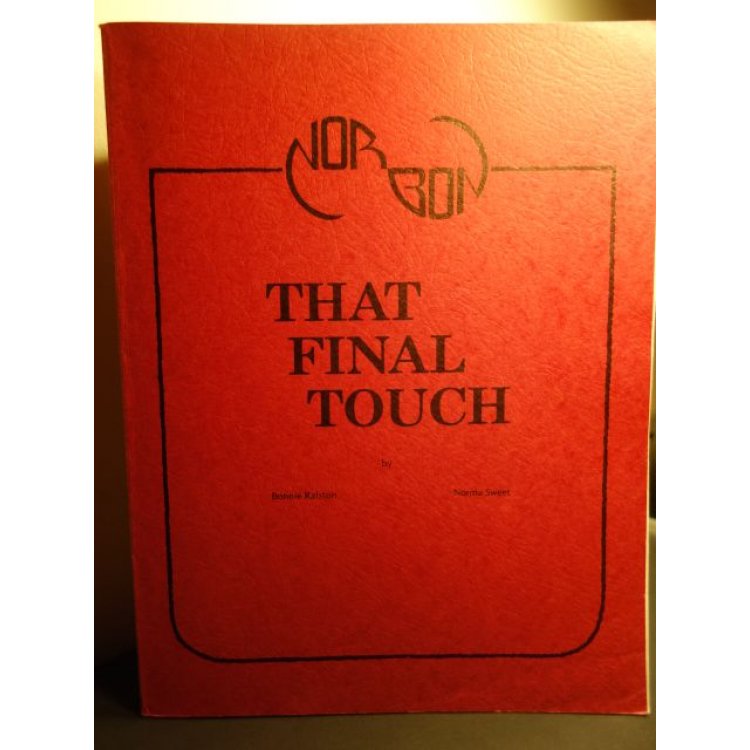 NOR
BON
THAT
FINAL
TOUCH
by
Bonnie Ralston Norma Sweet